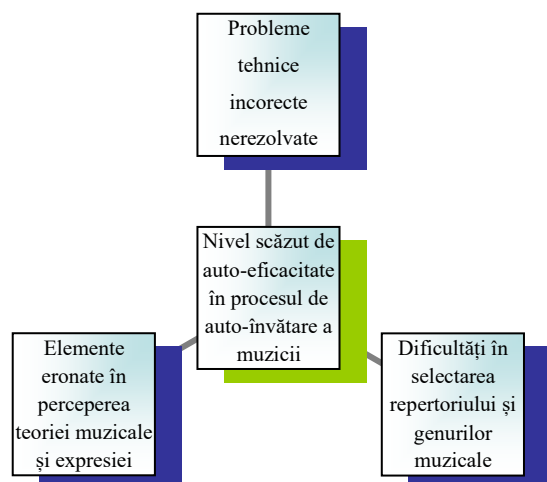 Probleme
tehnice
incorecte
nerezolvate
Nivel scăzut de
auto-eficacitate
în procesul de
auto-învătare a
muzicii
Elemente
eronate în
perceperea
teoriei muzicale
și expresiei
Dificultăți în
selectarea
repertoriului și
genurilor
muzicale